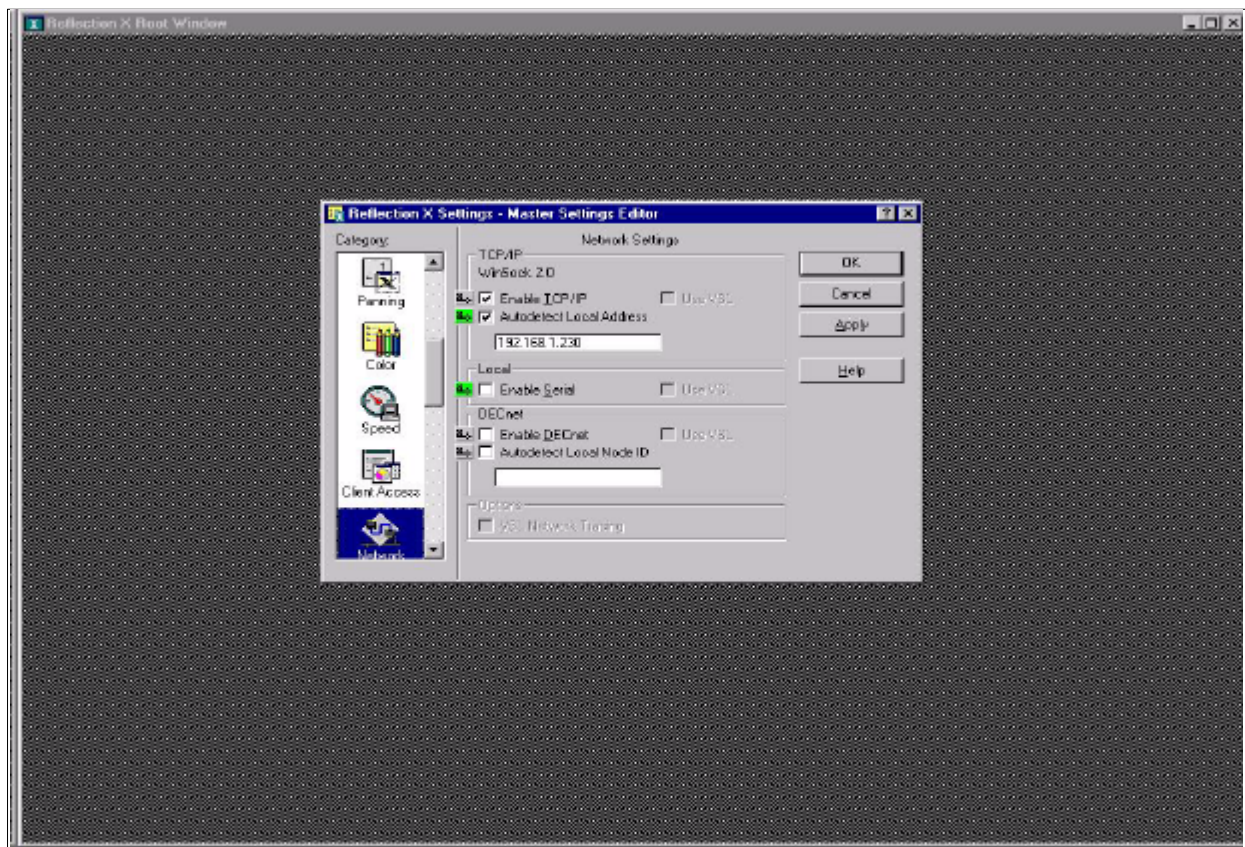 Reflection X Root Window
Reflection X Settings - Master Settings Editor
Category:
Panning
Color
Speed
Client Access
Network
Network Settings
TCP/IP
WinSock 2.0
Enable TCP/IP
Use VSL
Autodetect Local Address
192.168.1.230
Local
Enable Serial
Use VSL
DECnet
Enable DECnet
Use VSL
Autodetect Local Node ID
Options
VSL Network Tracing
OK
Cancel
Apply
Help